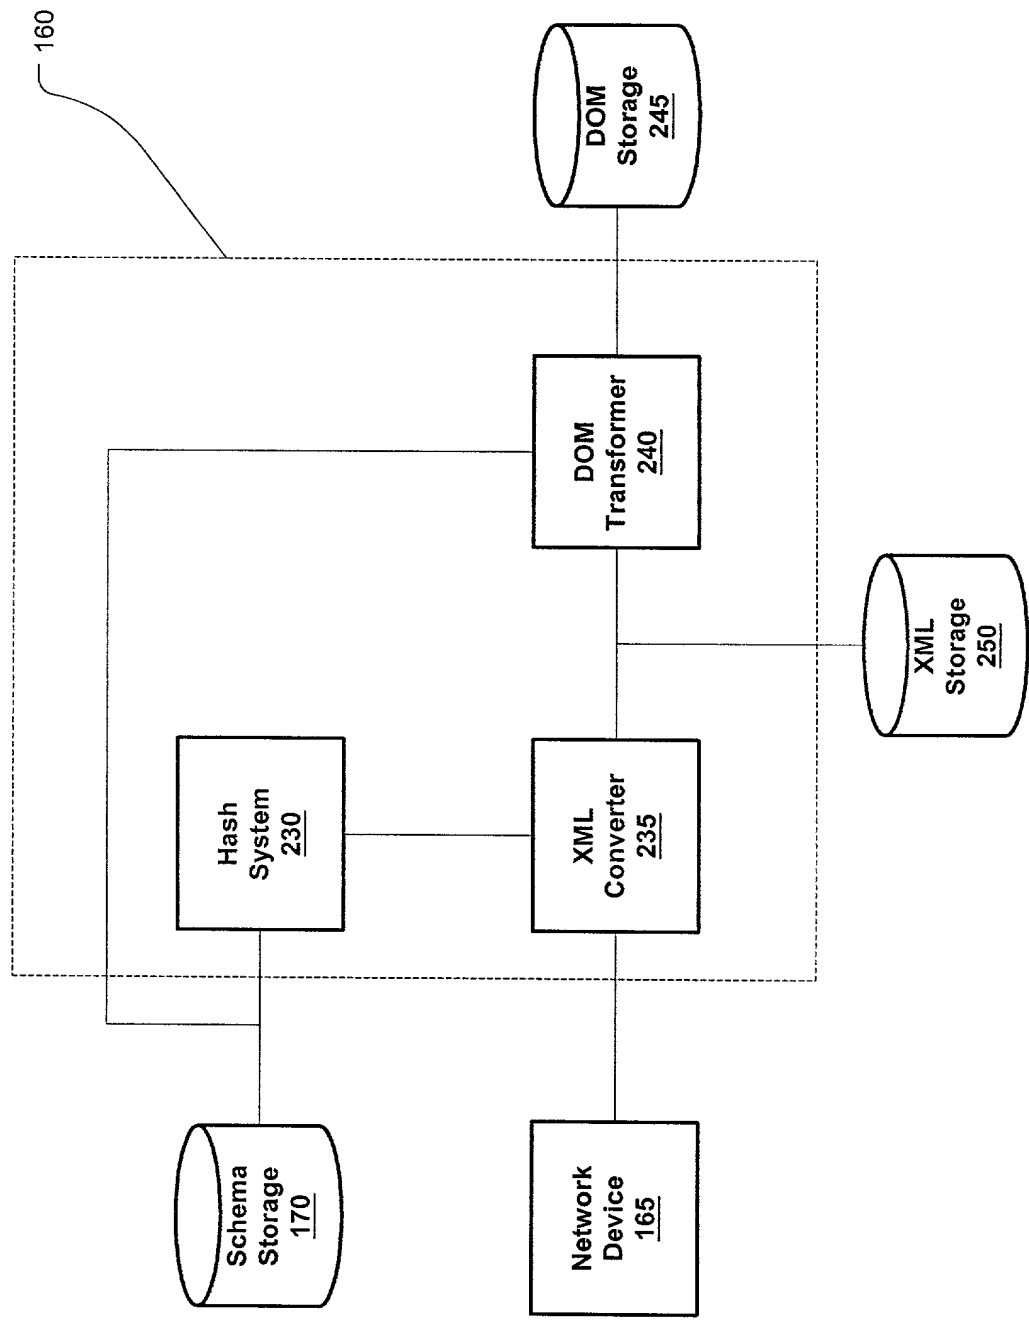 160
Schema
Storage
170
Hash
System
230
Network
Device
165
XML
Converter
235
DOM
Transformer
240
DOM
Storage
245
XML
Storage
250